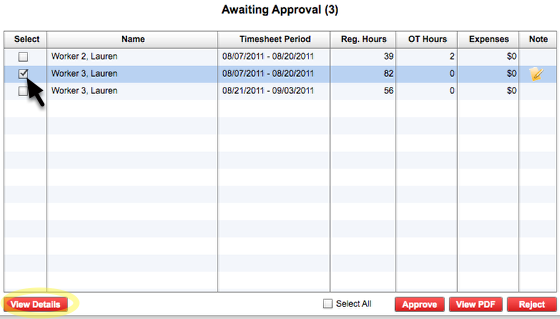 Awaiting Approval (3)
Select Name Timesheet Period Reg. Hours OT Hours Expenses Note
Worker 2, Lauren 08/07/2011 - 08/20/2011 39 2 $0
Worker 3, Lauren 08/07/2011 - 08/20/2011 82 0 $0
Worker 3, Lauren 08/21/2011 - 09/03/2011 56 0 $0
View Details Select All Approve View PDF Reject